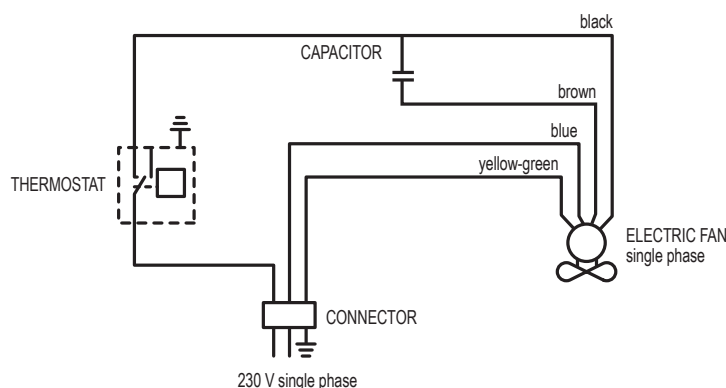 black
CAPACITOR
brown
blue
yellow-green
THERMOSTAT
ELECTRIC FAN
single phase
CONNECTOR
230 V single phase